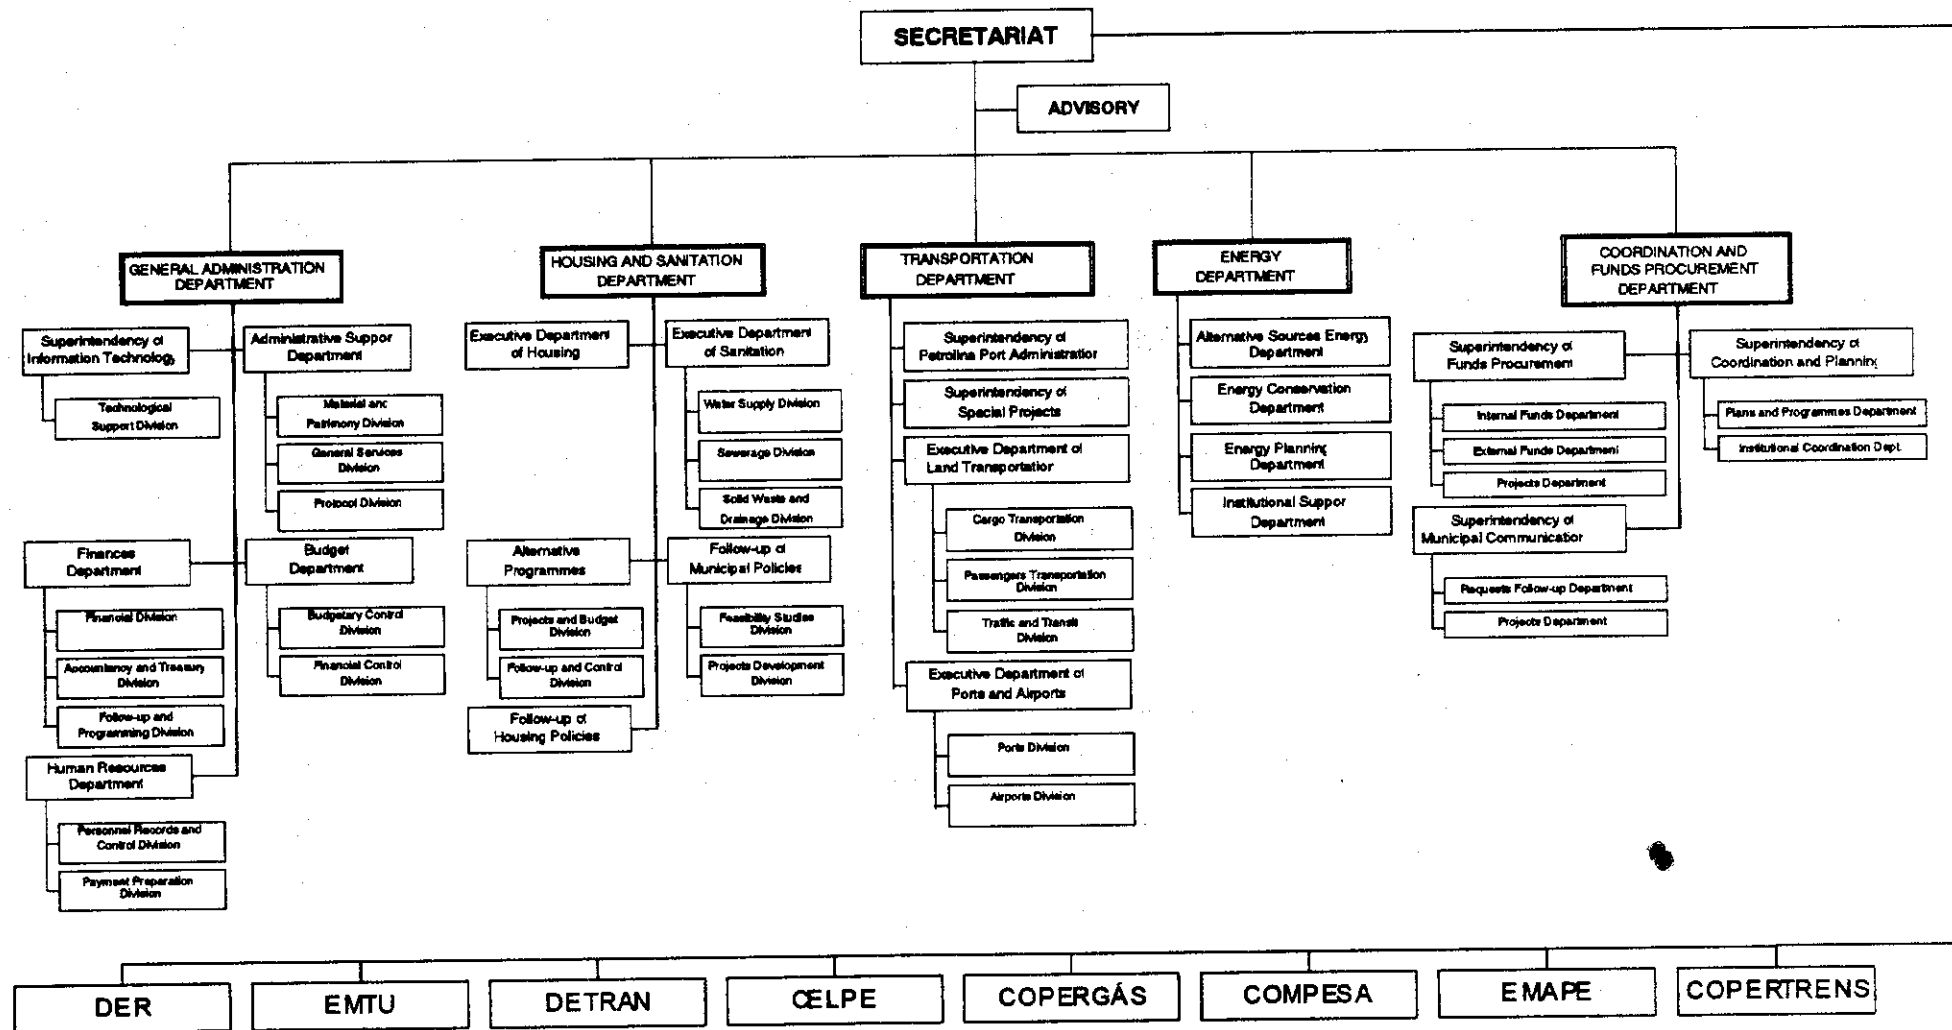 SECRETARIAT
ADVISORY
GENERAL ADMINISTRATION
DEPARTMENT
HOUSING AND SANITATION
DEPARTMENT
TRANSPORTATION
DEPARTMENT
ENERGY
DEPARTMENT
COORDINATION AND
FUNDS PROCUREMENT
DEPARTMENT
Superintendency of
Information Technology
Technological
Support Division
Administrative Suppor
Department
Material and
Patrimony Division
General Services
Division
Protocol Division
Finances
Department
Financial Division
Accountancy and Treasury
Division
Follow-up and
Programming Division
Budget
Department
Budgetary Control
Division
Financial Control
Division
Human Resources
Department
Personnel Records and
Control Division
Payment Preparation
Division
Executive Department
of Housing
Executive Department
of Sanitation
Water Supply Division
Sewerage Division
Solid Waste and
Drainage Division
Alternative
Programmes
Projects and Budget
Division
Follow-up and Control
Division
Follow-up of
Municipal Policies
Feasibility Studies
Division
Projects Development
Division
Follow-up of
Housing Policies
Superintendency of
Petrolina Port Administration
Superintendency of
Special Projects
Executive Department of
Land Transportation
Cargo Transportation
Division
Passengers Transportation
Division
Traffic and Transit
Division
Executive Department of
Ports and Airports
Ports Division
Airports Division
Alternative Sources Energy
Department
Energy Conservation
Department
Energy Planning
Department
Institutional Suppor
Department
Superintendency of
Funds Procurement
Internal Funds Department
External Funds Department
Projects Department
Superintendency of
Coordination and Planning
Plans and Programmes Department
Institutional Coordination Dept.
Superintendency of
Municipal Communication
Requests Follow-up Department
Projects Department
DER
EMTU
DETRAN
CELPE
COPERGÁS
COMPESA
EMAPE
COPERTRENS